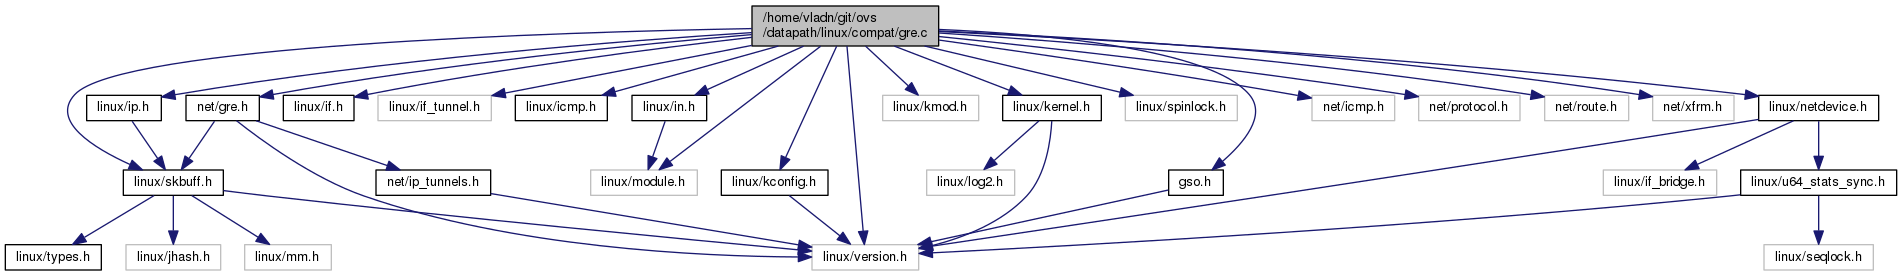 /home/vladn/git/ovs
/datapath/linux/compat/gre.c
linux/ip.h
net/gre.h
linux/if.h
linux/if_tunnel.h
linux/icmp.h
linux/in.h
linux/kmod.h
linux/kernel.h
linux/spinlock.h
net/icmp.h
net/protocol.h
net/route.h
net/xfrm.h
linux/netdevice.h
linux/skbuff.h
net/ip_tunnels.h
linux/module.h
linux/kconfig.h
linux/log2.h
gso.h
linux/if_bridge.h
linux/u64_stats_sync.h
linux/types.h
linux/jhash.h
linux/mm.h
linux/version.h
linux/seqlock.h